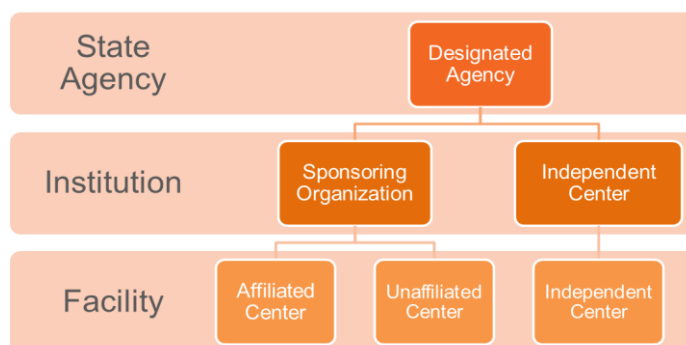 State
Agency
Designated
Agency
Institution
Sponsoring
Organization
Independent
Center
Facility
Affiliated
Center
Unaffiliated
Center
Independent
Center